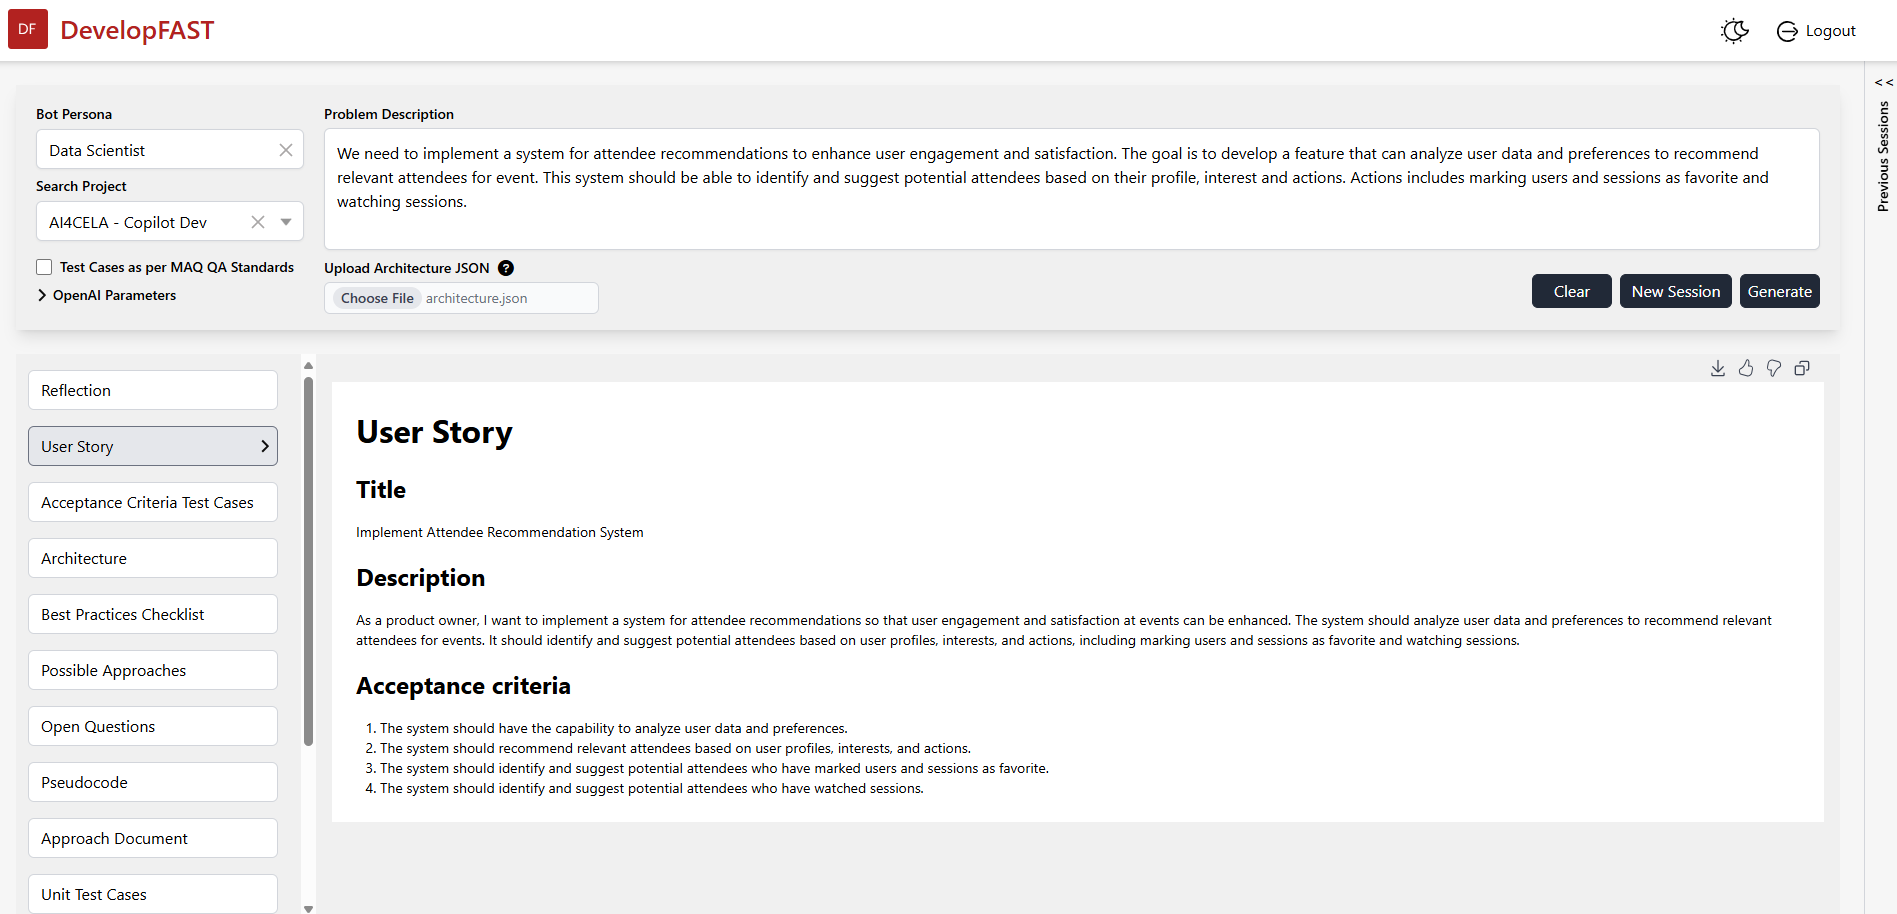 DF
DevelopFAST
Logout
Bot Persona
Data Scientist
Search Project
AI4CELA - Copilot Dev
Test Cases as per MAQ QA Standards
OpenAI Parameters
Problem Description
We need to implement a system for attendee recommendations to enhance user engagement and satisfaction. The goal is to develop a feature that can analyze user data and preferences to recommend
relevant attendees for event. This system should be able to identify and suggest potential attendees based on their profile, interest and actions. Actions includes marking users and sessions as favorite and
watching sessions.
Upload Architecture JSON ?
Choose File architecture.json
Clear
New Session
Generate
<<
Previous Sessions
Reflection
User Story
Acceptance Criteria Test Cases
Architecture
Best Practices Checklist
Possible Approaches
Open Questions
Pseudocode
Approach Document
Unit Test Cases
User Story
Title
Implement Attendee Recommendation System
Description
As a product owner, I want to implement a system for attendee recommendations so that user engagement and satisfaction at events can be enhanced. The system should analyze user data and preferences to recommend relevant
attendees for events. It should identify and suggest potential attendees based on user profiles, interests, and actions, including marking users and sessions as favorite and watching sessions.
Acceptance criteria
1. The system should have the capability to analyze user data and preferences.
2. The system should recommend relevant attendees based on user profiles, interests, and actions.
3. The system should identify and suggest potential attendees who have marked users and sessions as favorite.
4. The system should identify and suggest potential attendees who have watched sessions.